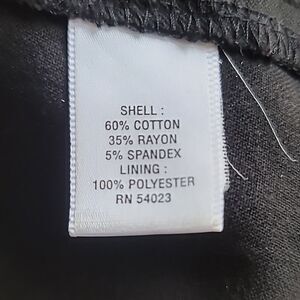 SHELL :
60% COTTON
35% RAYON
5% SPANDEX
LINING :
100% POLYESTER
RN 54023